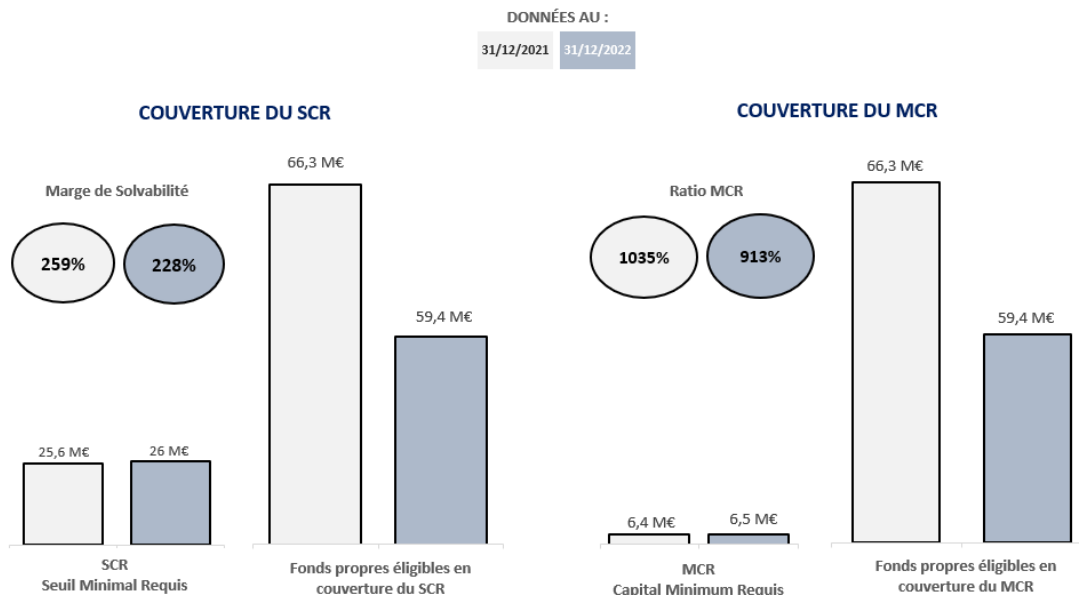 DONNÉES AU :
31/12/2021 31/12/2022
COUVERTURE DU SCR
Marge de Solvabilité
259% 228%
66,3 M€
59,4 M€
25,6 M€ 26 M€
SCR
Seuil Minimal Requis
Fonds propres éligibles en
couverture du SCR
COUVERTURE DU MCR
Ratio MCR
1035% 913%
66,3 M€
59,4 M€
6,4 M€ 6,5 M€
MCR
Capital Minimum Requis
Fonds propres éligibles en
couverture du MCR